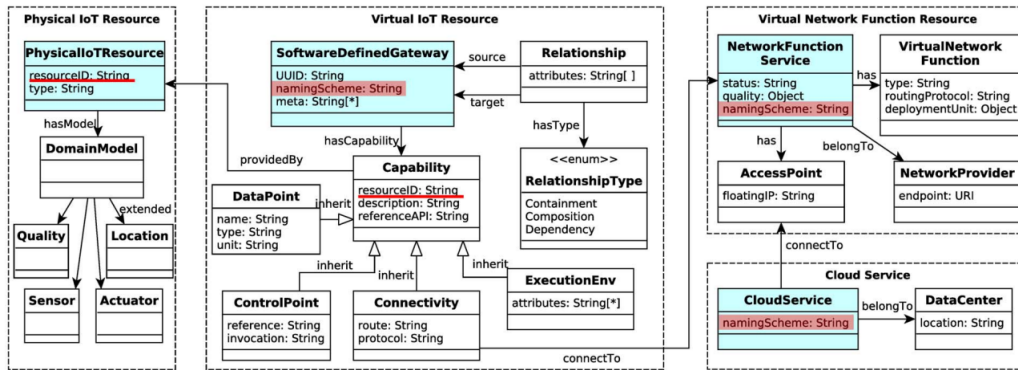 Physical IoT Resource
PhysicalIoTResource
resourceID: String
type: String
hasModel
DomainModel
extended
Quality
Location
Sensor
Actuator
Virtual IoT Resource
SoftwareDefinedGateway
UUID: String
namingScheme: String
meta: String[*]
source
target
Relationship
attributes: String[ ]
hasType
<<enum>>
RelationshipType
Containment
Composition
Dependency
hasCapability
providedBy
Capability
resourceID: String
description: String
referenceAPI: String
DataPoint
name: String
type: String
unit: String
inherit
inherit
inherit
inherit
ControlPoint
reference: String
invocation: String
Connectivity
route: String
protocol: String
ExecutionEnv
attributes: String[*]
connectTo
Virtual Network Function Resource
NetworkFunction
Service
status: String
quality: Object
namingScheme: String
has
VirtualNetwork
Function
type: String
routingProtocol: String
deploymentUnit: Object
has
belongTo
AccessPoint
floatingIP: String
NetworkProvider
endpoint: URI
connectTo
Cloud Service
CloudService
namingScheme: String
belongTo
DataCenter
location: String